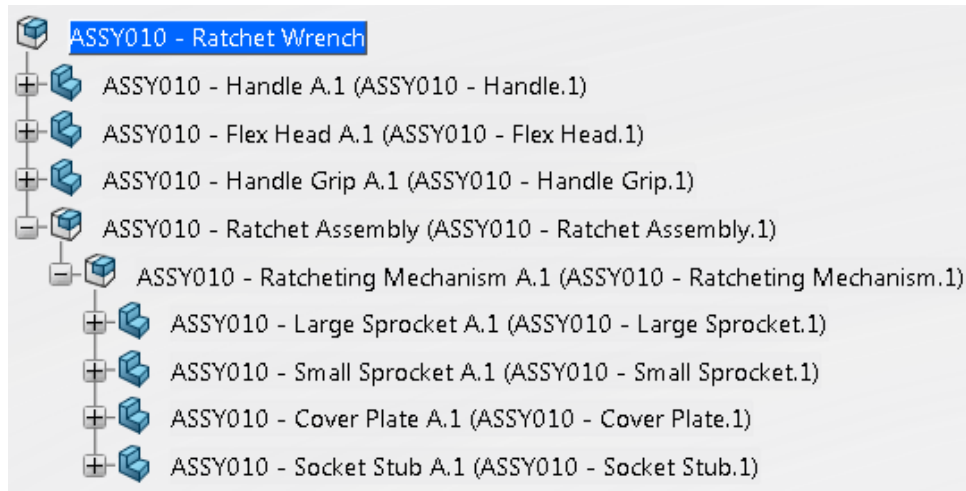 ASSY010 - Ratchet Wrench
ASSY010 - Handle A.1 (ASSY010 - Handle.1)
ASSY010 - Flex Head A.1 (ASSY010 - Flex Head.1)
ASSY010 - Handle Grip A.1 (ASSY010 - Handle Grip.1)
ASSY010 - Ratchet Assembly (ASSY010 - Ratchet Assembly.1)
ASSY010 - Ratcheting Mechanism A.1 (ASSY010 - Ratcheting Mechanism.1)
ASSY010 - Large Sprocket A.1 (ASSY010 - Large Sprocket.1)
ASSY010 - Small Sprocket A.1 (ASSY010 - Small Sprocket.1)
ASSY010 - Cover Plate A.1 (ASSY010 - Cover Plate.1)
ASSY010 - Socket Stub A.1 (ASSY010 - Socket Stub.1)